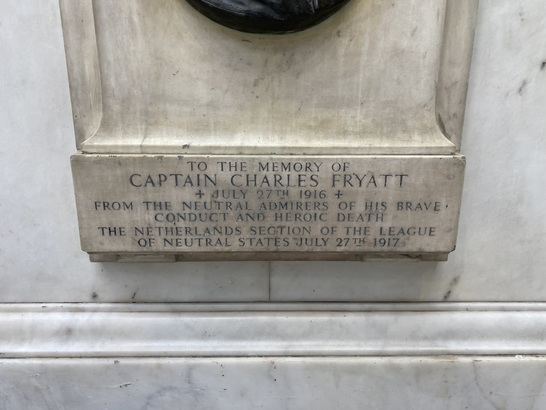 TO THE MEMORY OF
CAPTAIN CHARLES FRYATT
+ JULY 27TH 1916 +
FROM THE NEUTRAL ADMIRERS OF HIS BRAVE
CONDUCT AND HEROIC DEATH
THE NETHERLANDS SECTION OF THE LEAGUE
OF NEUTRAL STATES JULY 27TH 1917